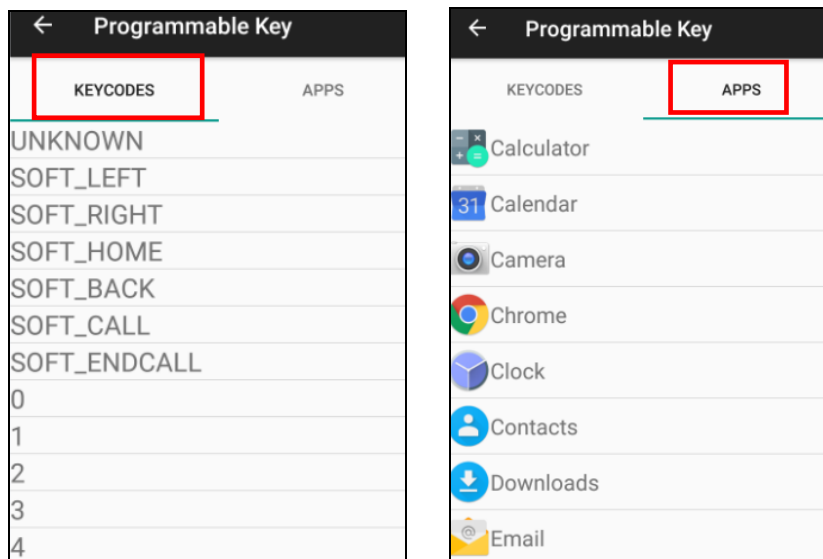 Programmable Key
KEYCODES APPS
UNKNOWN
SOFT_LEFT
SOFT_RIGHT
SOFT_HOME
SOFT_BACK
SOFT_CALL
SOFT_ENDCALL
0
1
2
3
4
Programmable Key
KEYCODES APPS
Calculator
31 Calendar
Camera
Chrome
Clock
Contacts
Downloads
@ Email